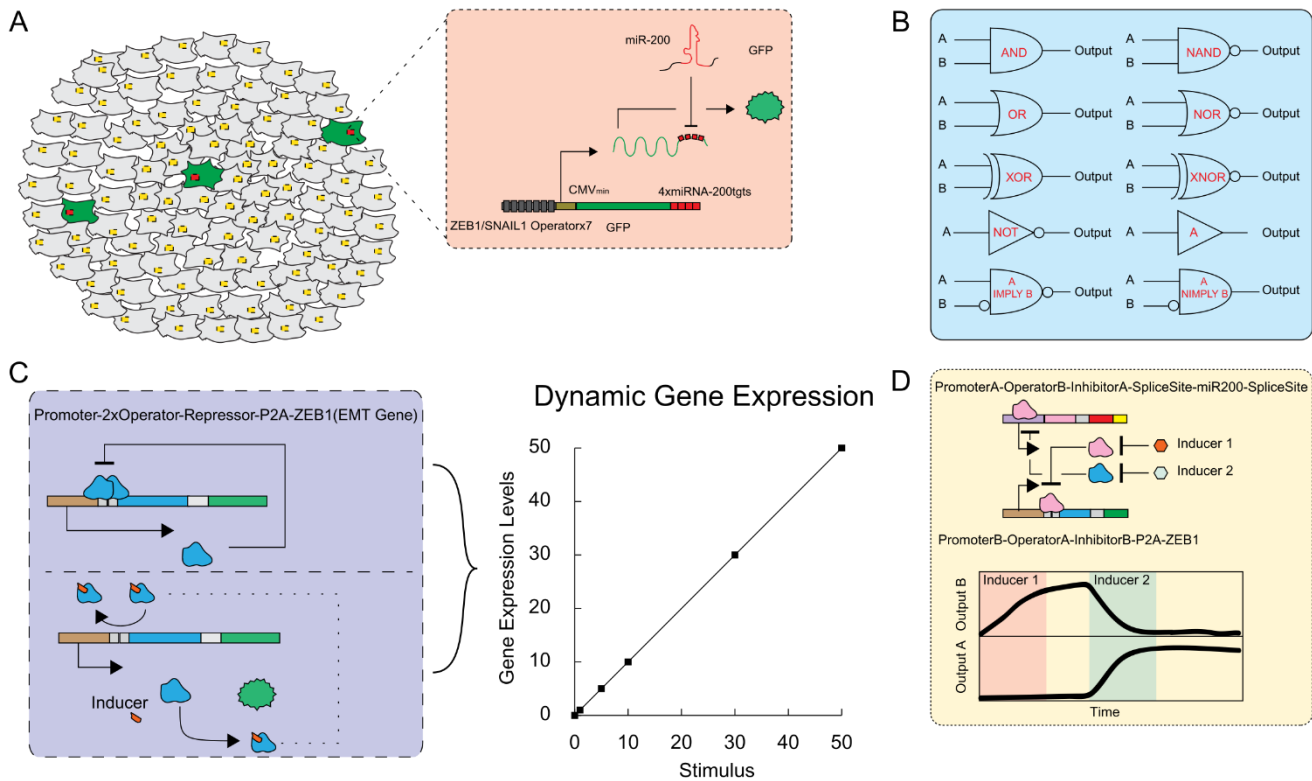 A
miR-200
GFP
CMVmin
4xmiRNA-200tgts
ZEB1/SNAIL1 Operatorx7
GFP
B
A
B
AND
Output
A
B
NAND
Output
A
B
OR
Output
A
B
NOR
Output
A
B
XOR
Output
A
B
XNOR
Output
A
NOT
Output
A
A
Output
A
B
A
IMPLY B
Output
A
B
A
NIMPLY B
Output
C
Promoter-2xOperator-Repressor-P2A-ZEB1(EMT Gene)
Inducer
Dynamic Gene Expression
Gene Expression Levels
50
40
30
20
10
0
0
10
20
30
40
50
Stimulus
D
PromoterA-OperatorB-InhibitorA-SpliceSite-miR200-SpliceSite
Inducer 1
Inducer 2
PromoterB-OperatorA-InhibitorB-P2A-ZEB1
Inducer 1
Inducer 2
Output B
Output A
Time